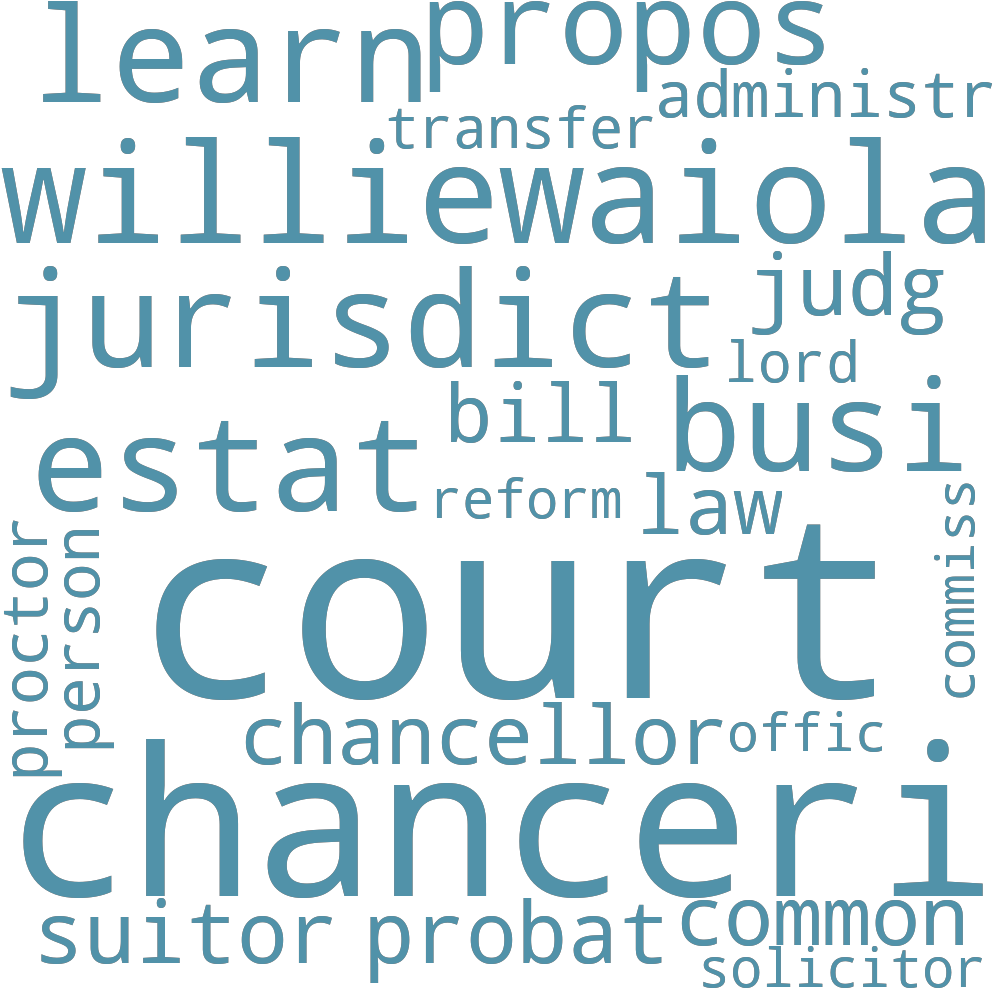 learn
propos
administr
transfer
williewaiola
jurisdict
judg
lord
bill
busi
estat
reform
law
commiss
proctor
person
court
chancellor
offic
chanceri
suitor
probat
common
solicitor